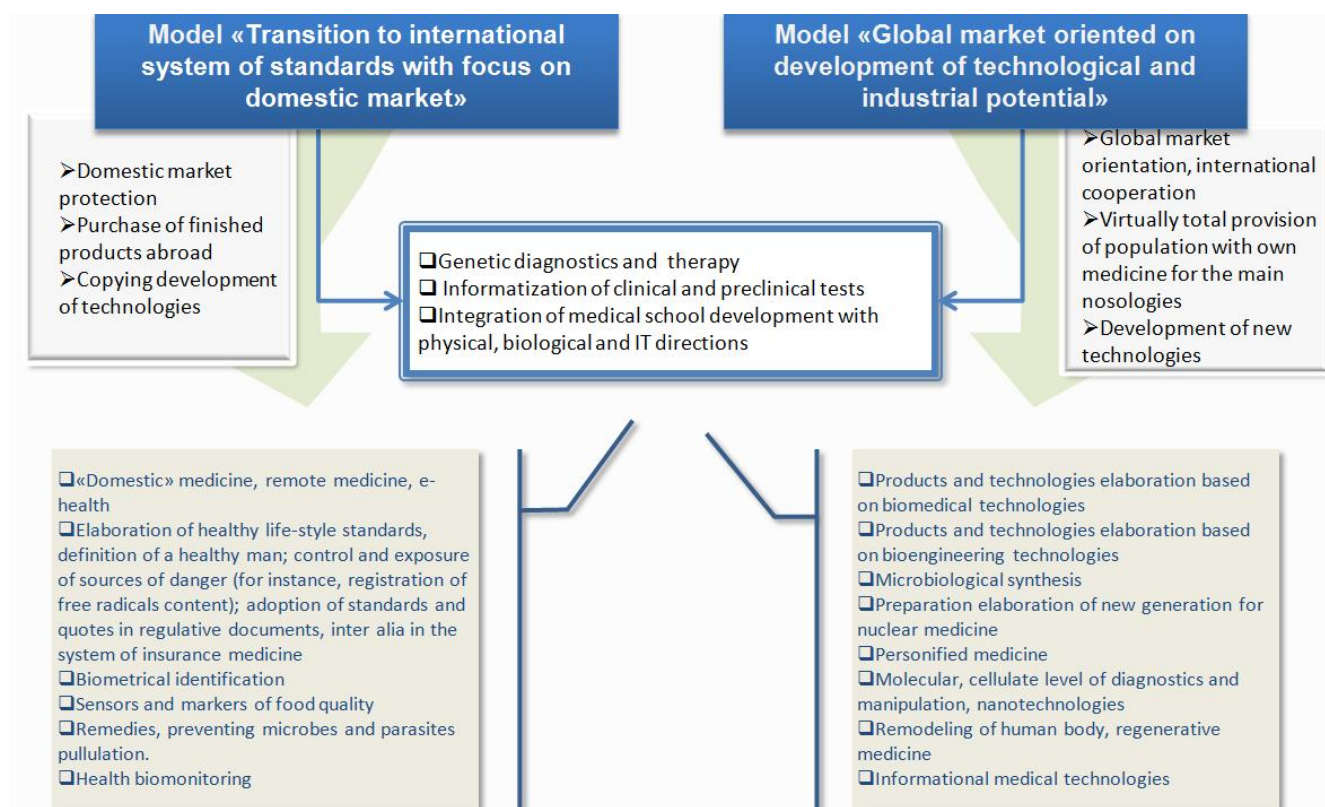 Model «Transition to international
system of standards with focus on
domestic market»
Model «Global market oriented on
development of technological and
industrial potential»
➢Domestic market
protection
➢Purchase of finished
products abroad
➢Copying development
of technologies
❑Genetic diagnostics and therapy
❑ Informatization of clinical and preclinical tests
❑Integration of medical school development with
physical, biological and IT directions
➢Global market
orientation, international
cooperation
➢Virtually total provision
of population with own
medicine for the main
nosologies
➢Development of new
technologies
❑«Domestic» medicine, remote medicine, e-
health
❑Elaboration of healthy life-style standards,
definition of a healthy man; control and exposure
of sources of danger (for instance, registration of
free radicals content); adoption of standards and
quotes in regulative documents, inter alia in the
system of insurance medicine
❑Biometrical identification
❑Sensors and markers of food quality
❑Remedies, preventing microbes and parasites
pullulation.
❑Health biomonitoring
❑Products and technologies elaboration based
on biomedical technologies
❑Products and technologies elaboration based
on bioengineering technologies
❑Microbiological synthesis
❑Preparation elaboration of new generation for
nuclear medicine
❑Personified medicine
❑Molecular, cellulate level of diagnostics and
manipulation, nanotechnologies
❑Remodeling of human body, regenerative
medicine
❑Informational medical technologies